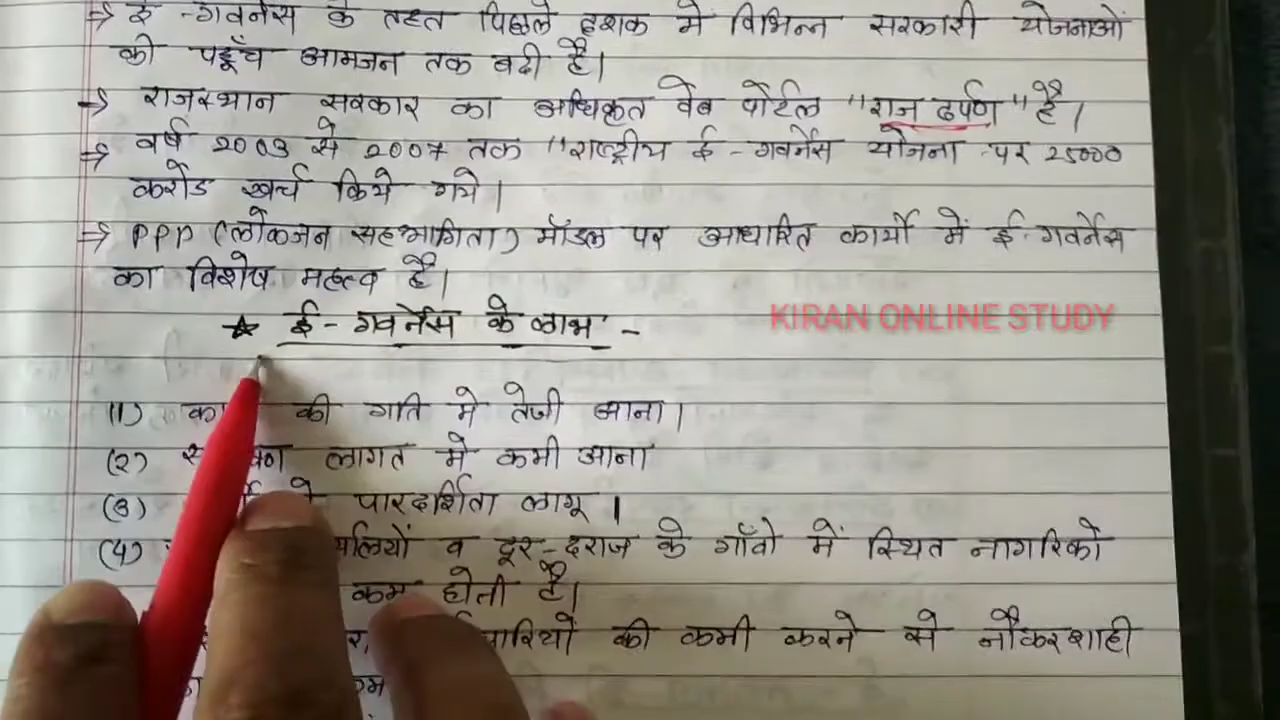 ⇒ ई-गवर्नेस के तहत पिछले दशक में विभिन्न सरकारी योजनाओं
की पहूँच आमजन तक बढी है।
→ राजस्थान सरकार का अधिकृत वेब पोर्टल "राज दर्पण" है।
⇒ वर्ष 2003 से 2007 तक "राष्ट्रीय ई-गवर्नेस योजना पर 25000
करोड खर्च किये गये।
⇒ PPP (लोकजन सहभागिता) मॉडल पर आधारित कार्यो में ई-गवर्नेस
का विशेष महत्व है।
★ ई-गवर्नेस के लाभ -
KIRAN ONLINE STUDY
(1) की गति मे तेजी आना।
(2) लागत मे कमी आना
(3) पारदर्शिता लागू।
(4) व दूर-दराज के गाँवो में स्थित नागरिको
कम होती है।
की कमी करने से नौकरशाही